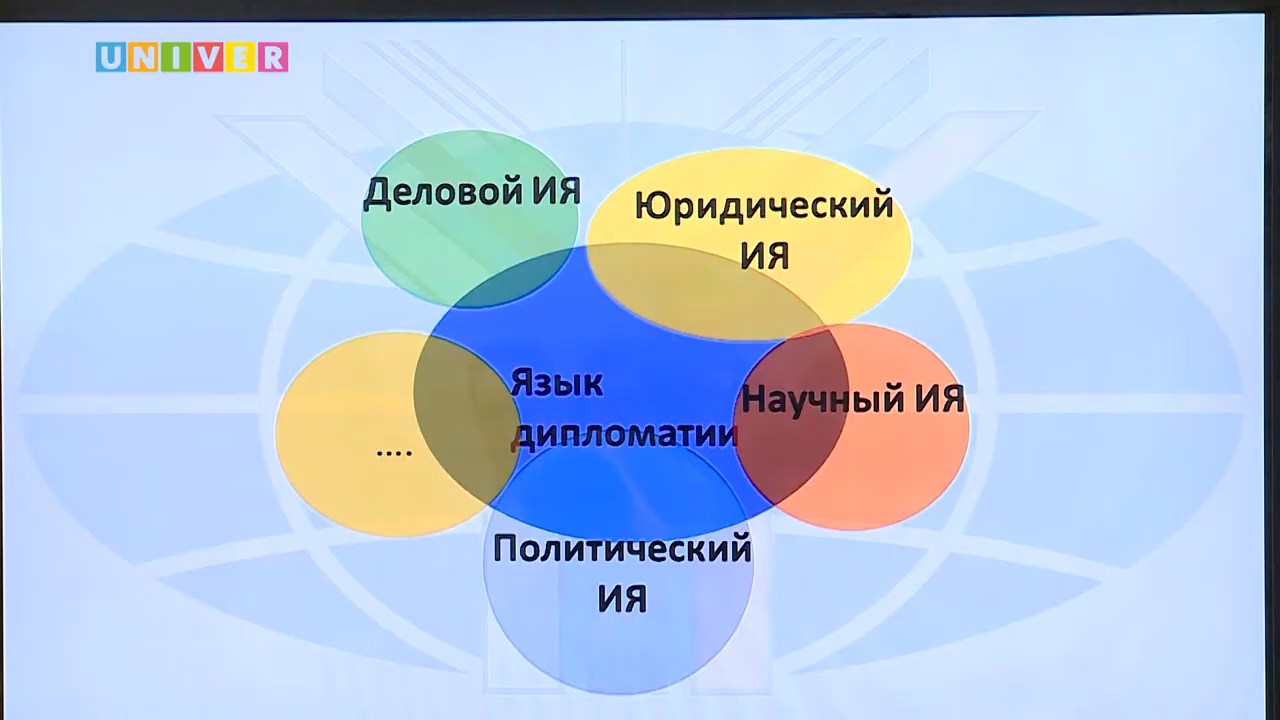 UNIVER
Деловой ИЯ
Юридический
ИЯ
Язык
дипломатии
Научный ИЯ
....
Политический
ИЯ